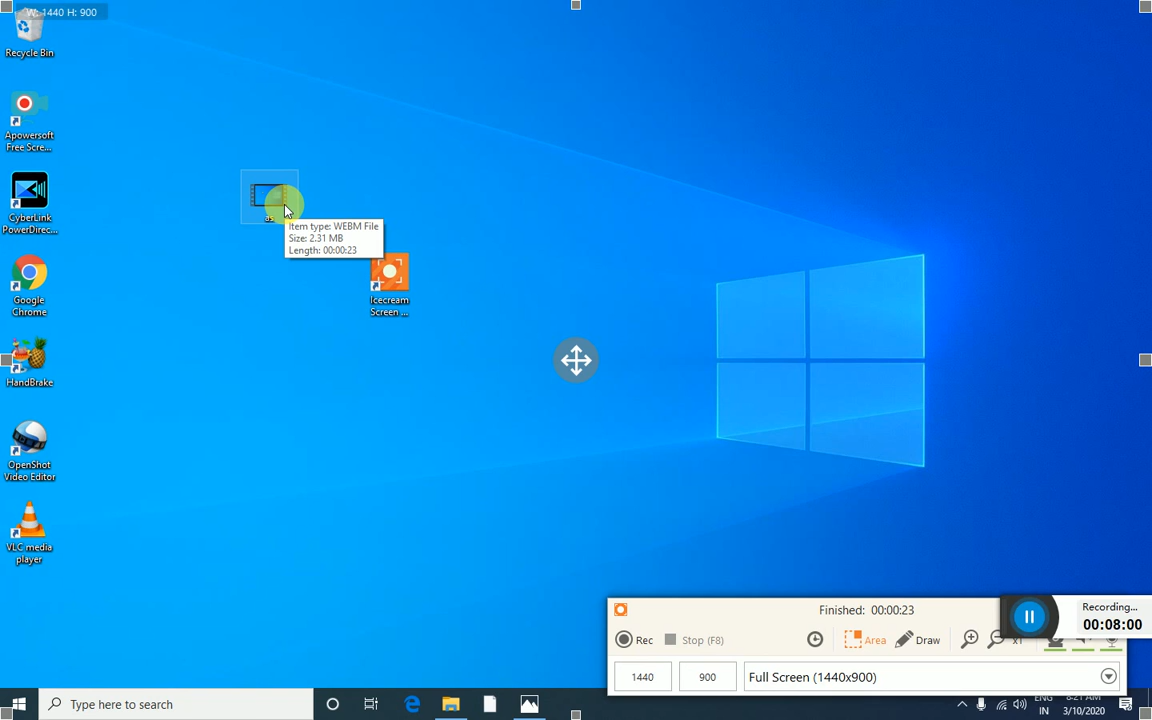 W: 1440 H: 900
Recycle Bin
Apowersoft
Free Scre...
CyberLink
PowerDirec...
Google
Chrome
HandBrake
OpenShot
Video Editor
VLC media
player
as
Item type: WEBM File
Size: 2.31 MB
Length: 00:00:23
Icecream
Screen ...
Finished: 00:00:23
Recording...
00:08:00
Rec
Stop (F8)
Area
Draw
x1
1440
900
Full Screen (1440x900)
Type here to search
ENG
IN
8:21 AM
3/10/2020